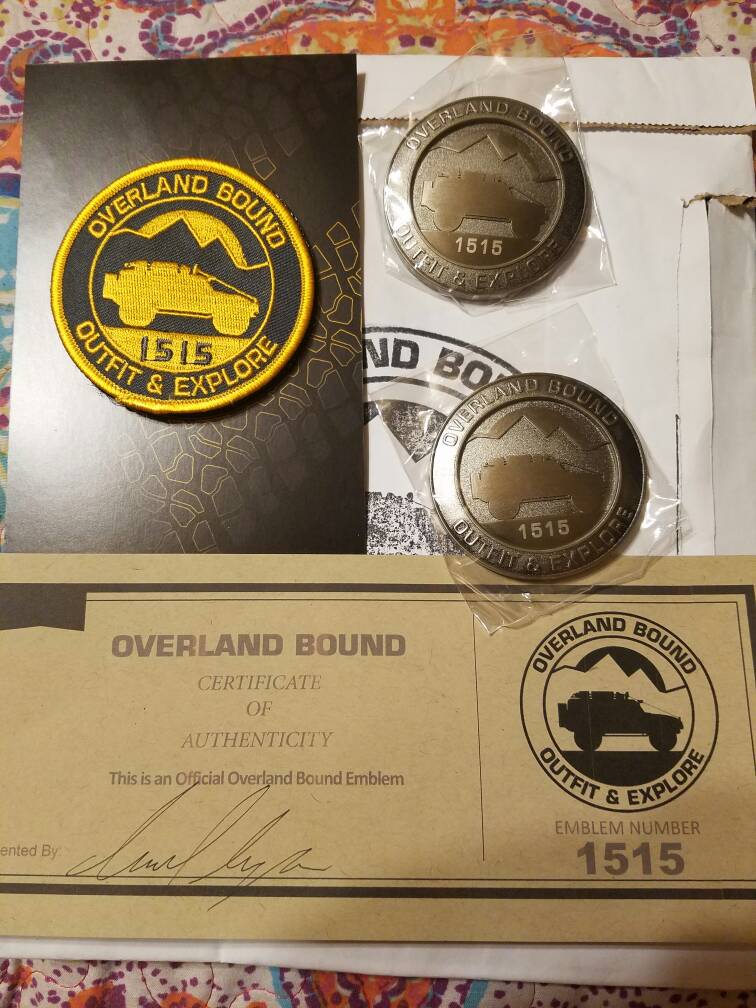 OVERLAND BOUND
1515
OUTFIT & EXPLORE
OVERLAND BOUND
1515
OUTFIT & EXPLORE
ND BO
OVERLAND BOUND
1515
OUTFIT & EXPLORE
OVERLAND BOUND
CERTIFICATE
OF
AUTHENTICITY
This is an Official Overland Bound Emblem
ented By:
OVERLAND BOUND
OUTFIT & EXPLORE
EMBLEM NUMBER
1515